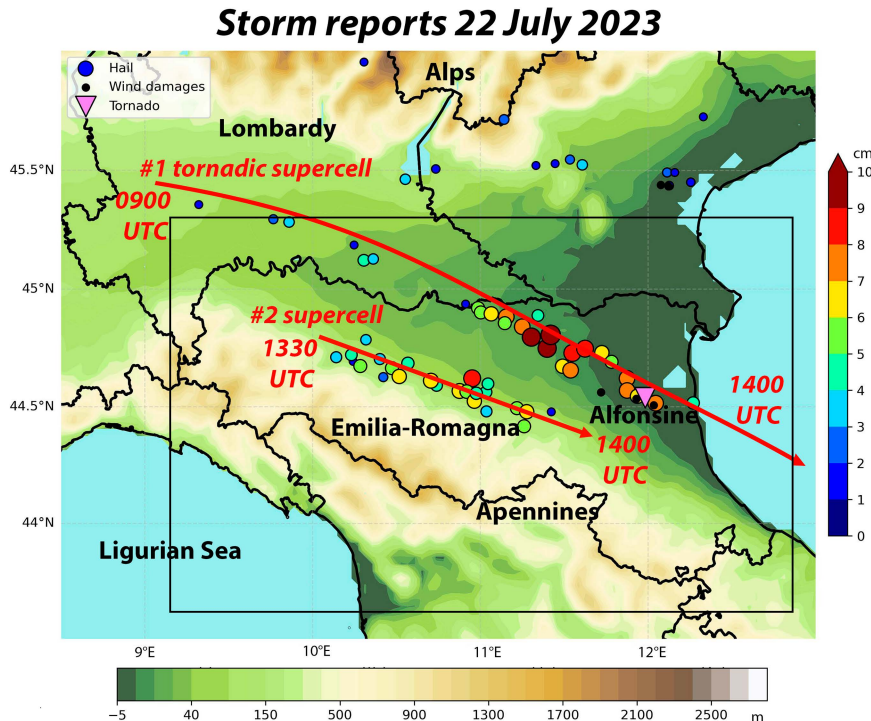 Storm reports 22 July 2023
Hail
Wind damages
Tornado
Alps
Lombardy
#1 tornadic supercell
0900
UTC
#2 supercell
1330
UTC
1400
UTC
Alfonsine
Emilia-Romagna
1400
UTC
Apennines
Ligurian Sea
45.5°N
45°N
44.5°N
44°N
9°E 10°E 11°E 12°E
cm
10
9
8
7
6
5
4
3
2
1
0
−5 40 150 500 900 1300 1700 2100 2500 m